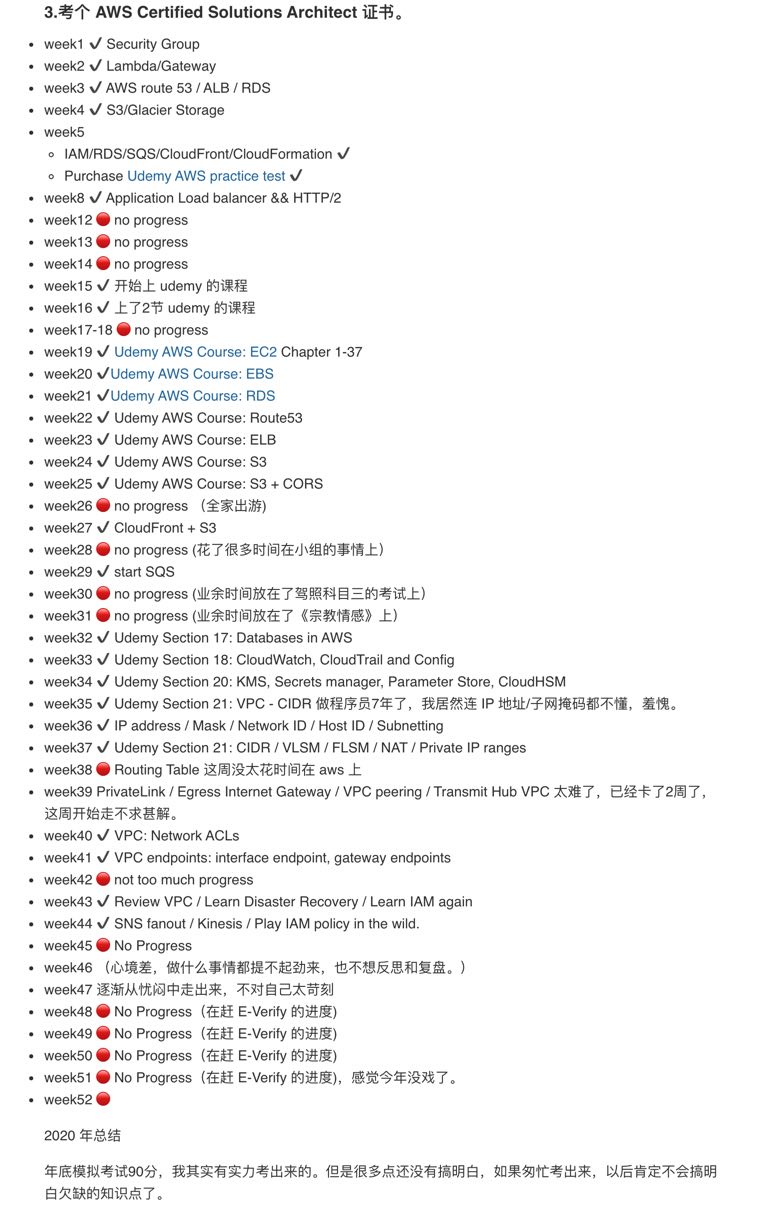 3.考个 AWS Certified Solutions Architect 证书。
week1 ✔ Security Group
week2 ✔ Lambda/Gateway
week3 ✔ AWS route 53 / ALB / RDS
week4 ✔ S3/Glacier Storage
week5
IAM/RDS/SQS/CloudFront/CloudFormation ✔
Purchase Udemy AWS practice test ✔
week8 ✔ Application Load balancer && HTTP/2
week12 🔴 no progress
week13 🔴 no progress
week14 🔴 no progress
week15 ✔ 开始上 udemy 的课程
week16 ✔ 上了2节 udemy 的课程
week17-18 🔴 no progress
week19 ✔ Udemy AWS Course: EC2 Chapter 1-37
week20 ✔Udemy AWS Course: EBS
week21 ✔Udemy AWS Course: RDS
week22 ✔ Udemy AWS Course: Route53
week23 ✔ Udemy AWS Course: ELB
week24 ✔ Udemy AWS Course: S3
week25 ✔ Udemy AWS Course: S3 + CORS
week26 🔴 no progress （全家出游)
week27 ✔ CloudFront + S3
week28 🔴 no progress (花了很多时间在小组的事情上）
week29 ✔ start SQS
week30 🔴 no progress (业余时间放在了驾照科目三的考试上）
week31 🔴 no progress (业余时间放在了《宗教情感》上）
week32 ✔ Udemy Section 17: Databases in AWS
week33 ✔ Udemy Section 18: CloudWatch, CloudTrail and Config
week34 ✔ Udemy Section 20: KMS, Secrets manager, Parameter Store, CloudHSM
week35 ✔ Udemy Section 21: VPC - CIDR 做程序员7年了，我居然连 IP 地址/子网掩码都不懂，羞愧。
week36 ✔ IP address / Mask / Network ID / Host ID / Subnetting
week37 ✔ Udemy Section 21: CIDR / VLSM / FLSM / NAT / Private IP ranges
week38 🔴 Routing Table 这周没太花时间在 aws 上
week39 PrivateLink / Egress Internet Gateway / VPC peering / Transmit Hub VPC 太难了，已经卡了2周了，
这周开始走不求甚解。
week40 ✔ VPC: Network ACLs
week41 ✔ VPC endpoints: interface endpoint, gateway endpoints
week42 🔴 not too much progress
week43 ✔ Review VPC / Learn Disaster Recovery / Learn IAM again
week44 ✔ SNS fanout / Kinesis / Play IAM policy in the wild.
week45 🔴 No Progress
week46 （心境差，做什么事情都提不起劲来，也不想反思和复盘。）
week47 逐渐从忧闷中走出来，不对自己太苛刻
week48 🔴 No Progress（在赶 E-Verify 的进度)
week49 🔴 No Progress（在赶 E-Verify 的进度)
week50 🔴 No Progress（在赶 E-Verify 的进度)
week51 🔴 No Progress（在赶 E-Verify 的进度)，感觉今年没戏了。
week52 🔴
2020 年总结
年底模拟考试90分，我其实有实力考出来的。但是很多点还没有搞明白，如果匆忙考出来，以后肯定不会搞明
白欠缺的知识点了。